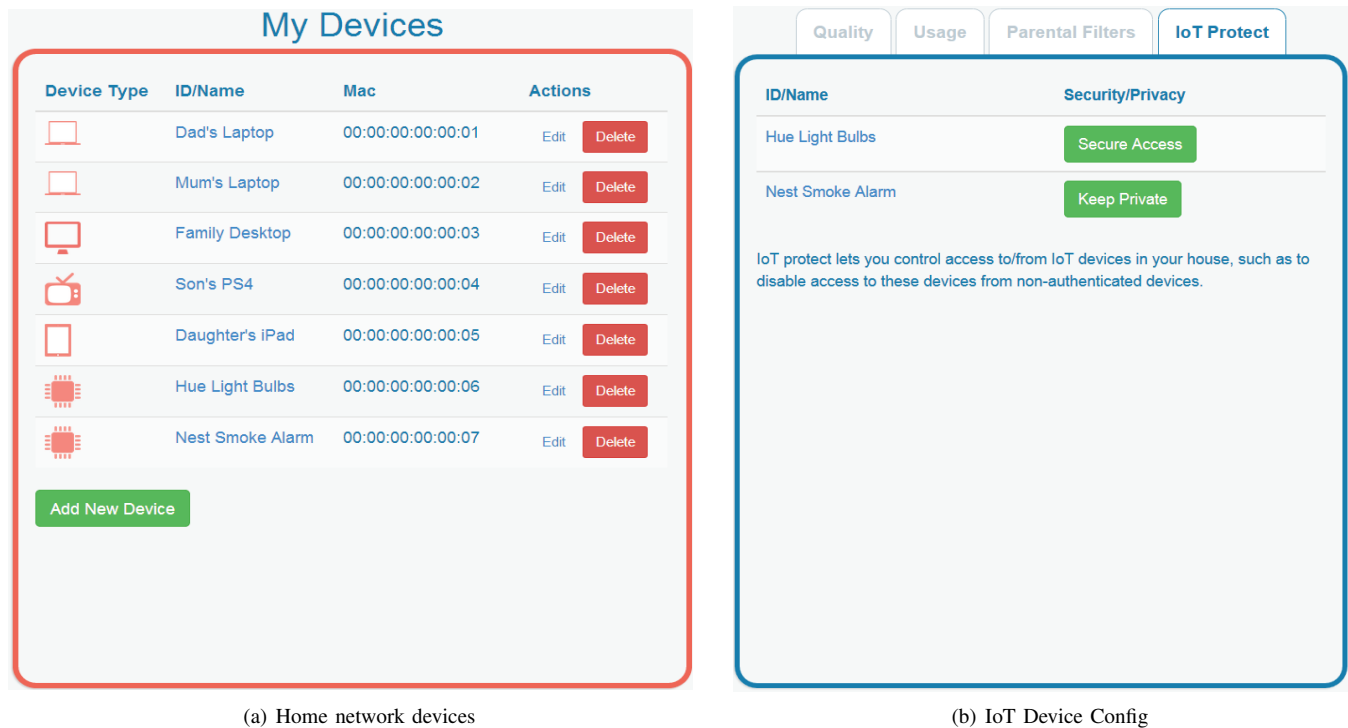 My Devices
Device Type ID/Name Mac Actions
Dad's Laptop 00:00:00:00:00:01 Edit Delete
Mum's Laptop 00:00:00:00:00:02 Edit Delete
Family Desktop 00:00:00:00:00:03 Edit Delete
Son's PS4 00:00:00:00:00:04 Edit Delete
Daughter's iPad 00:00:00:00:00:05 Edit Delete
Hue Light Bulbs 00:00:00:00:00:06 Edit Delete
Nest Smoke Alarm 00:00:00:00:00:07 Edit Delete
Add New Device
(a) Home network devices
Quality Usage Parental Filters IoT Protect
ID/Name Security/Privacy
Hue Light Bulbs Secure Access
Nest Smoke Alarm Keep Private
IoT protect lets you control access to/from IoT devices in your house, such as to
disable access to these devices from non-authenticated devices.
(b) IoT Device Config